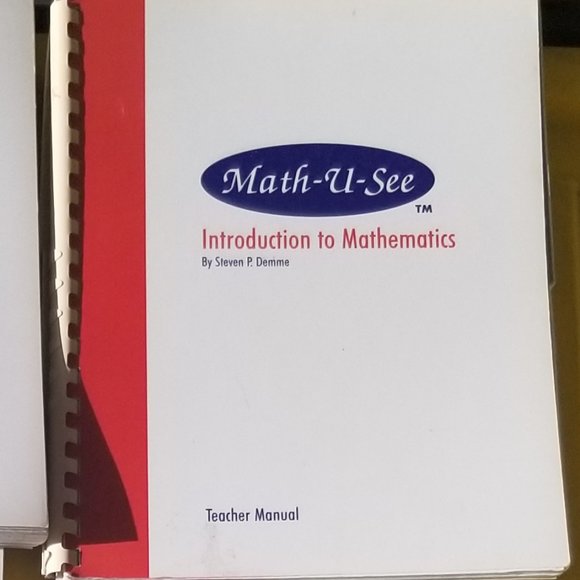 Math-U-See
TM
Introduction to Mathematics
By Steven P. Demme
Teacher Manual